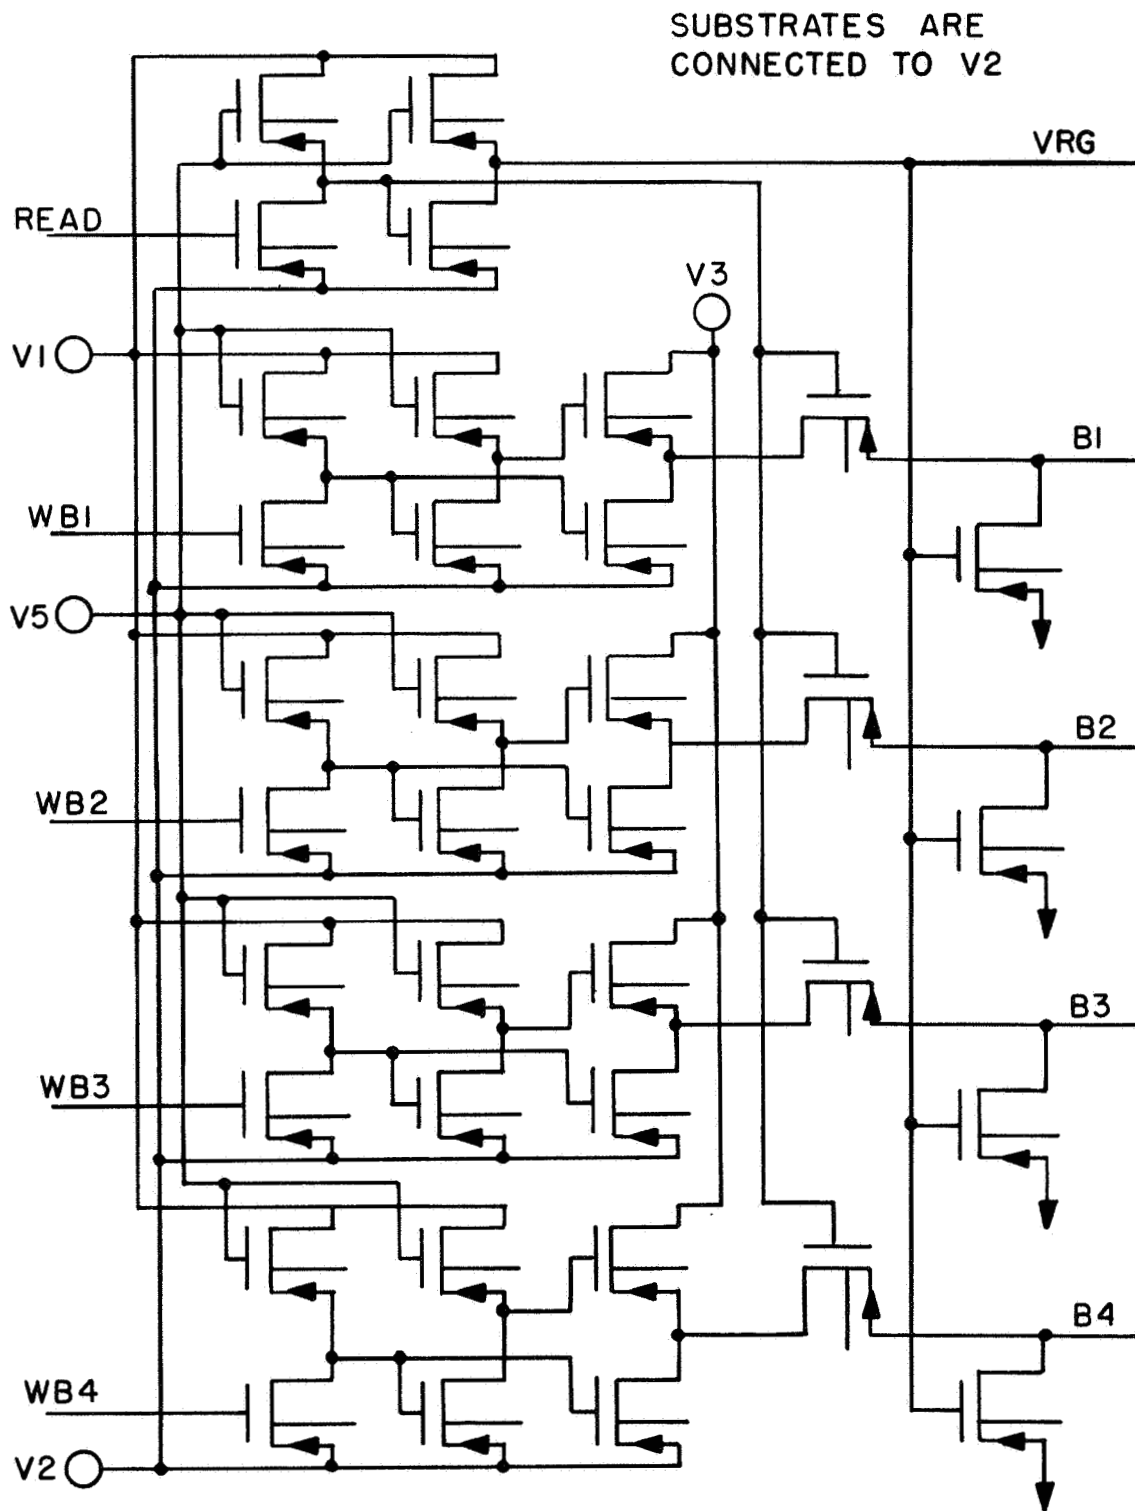 SUBSTRATES ARE
CONNECTED TO V2
VRG
READ
V3
V1
B1
WB1
V5
B2
WB2
B3
WB3
B4
WB4
V2